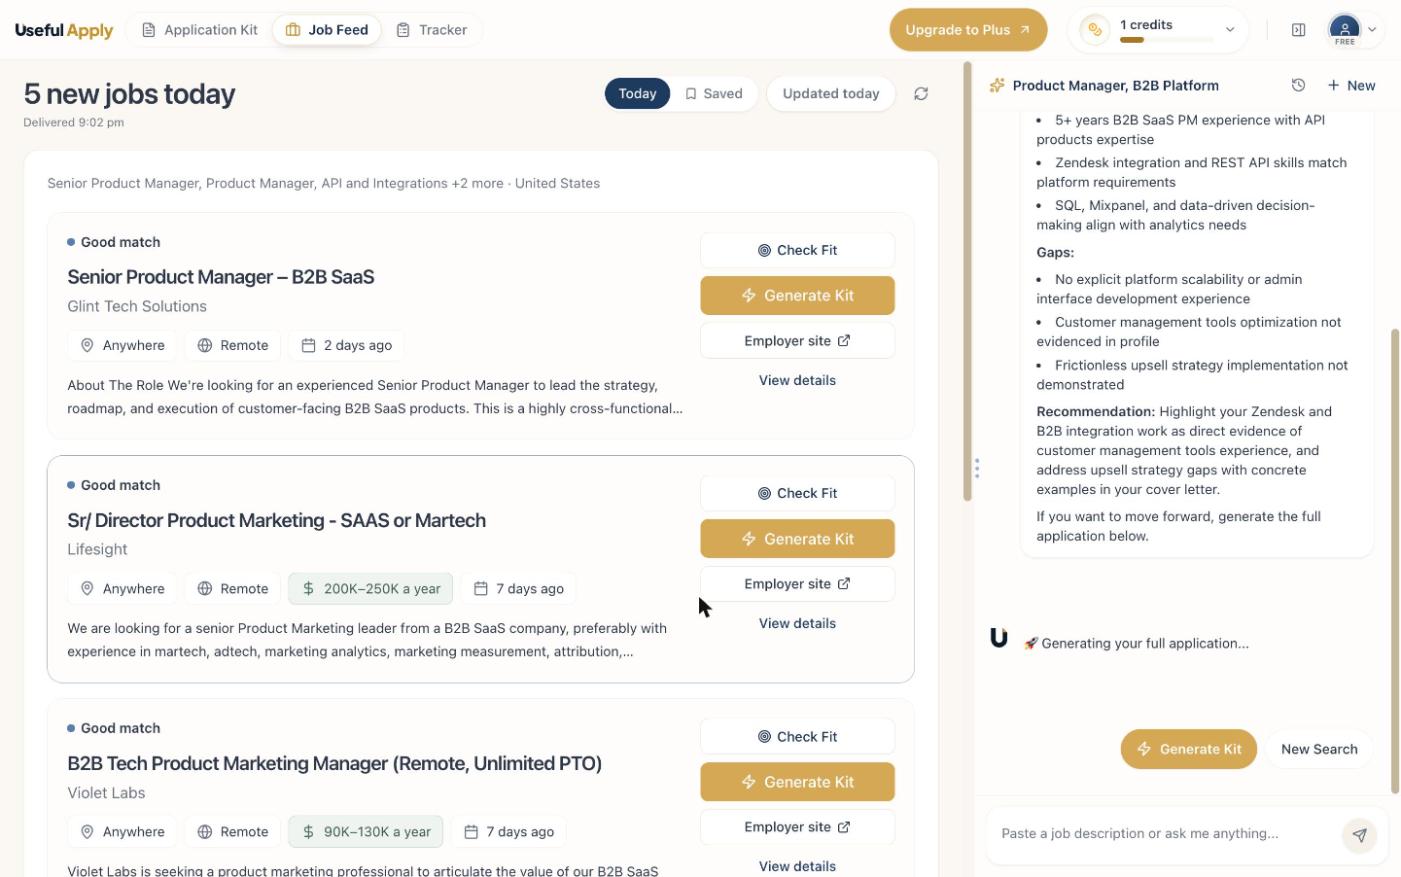 UsefulApply
Application Kit
Job Feed
Tracker
Upgrade to Plus
1 credits
FREE
5 new jobs today
Delivered 9:02 pm
Today
Saved
Updated today
Senior Product Manager, Product Manager, API and Integrations +2 more · United States
Good match
Senior Product Manager – B2B SaaS
Glint Tech Solutions
Anywhere
Remote
2 days ago
About The Role We're looking for an experienced Senior Product Manager to lead the strategy,
roadmap, and execution of customer-facing B2B SaaS products. This is a highly cross-functional...
Check Fit
Generate Kit
Employer site
View details
Good match
Sr/ Director Product Marketing - SAAS or Martech
Lifesight
Anywhere
Remote
$ 200K–250K a year
7 days ago
We are looking for a senior Product Marketing leader from a B2B SaaS company, preferably with
experience in martech, adtech, marketing analytics, marketing measurement, attribution,...
Check Fit
Generate Kit
Employer site
View details
Good match
B2B Tech Product Marketing Manager (Remote, Unlimited PTO)
Violet Labs
Anywhere
Remote
$ 90K–130K a year
7 days ago
Violet Labs is seeking a product marketing professional to articulate the value of our B2B SaaS
Check Fit
Generate Kit
Employer site
View details
Product Manager, B2B Platform
+ New
• 5+ years B2B SaaS PM experience with API
products expertise
• Zendesk integration and REST API skills match
platform requirements
• SQL, Mixpanel, and data-driven decision-
making align with analytics needs
Gaps:
• No explicit platform scalability or admin
interface development experience
• Customer management tools optimization not
evidenced in profile
• Frictionless upsell strategy implementation not
demonstrated
Recommendation: Highlight your Zendesk and
B2B integration work as direct evidence of
customer management tools experience, and
address upsell strategy gaps with concrete
examples in your cover letter.
If you want to move forward, generate the full
application below.
🚀 Generating your full application...
Generate Kit
New Search
Paste a job description or ask me anything...